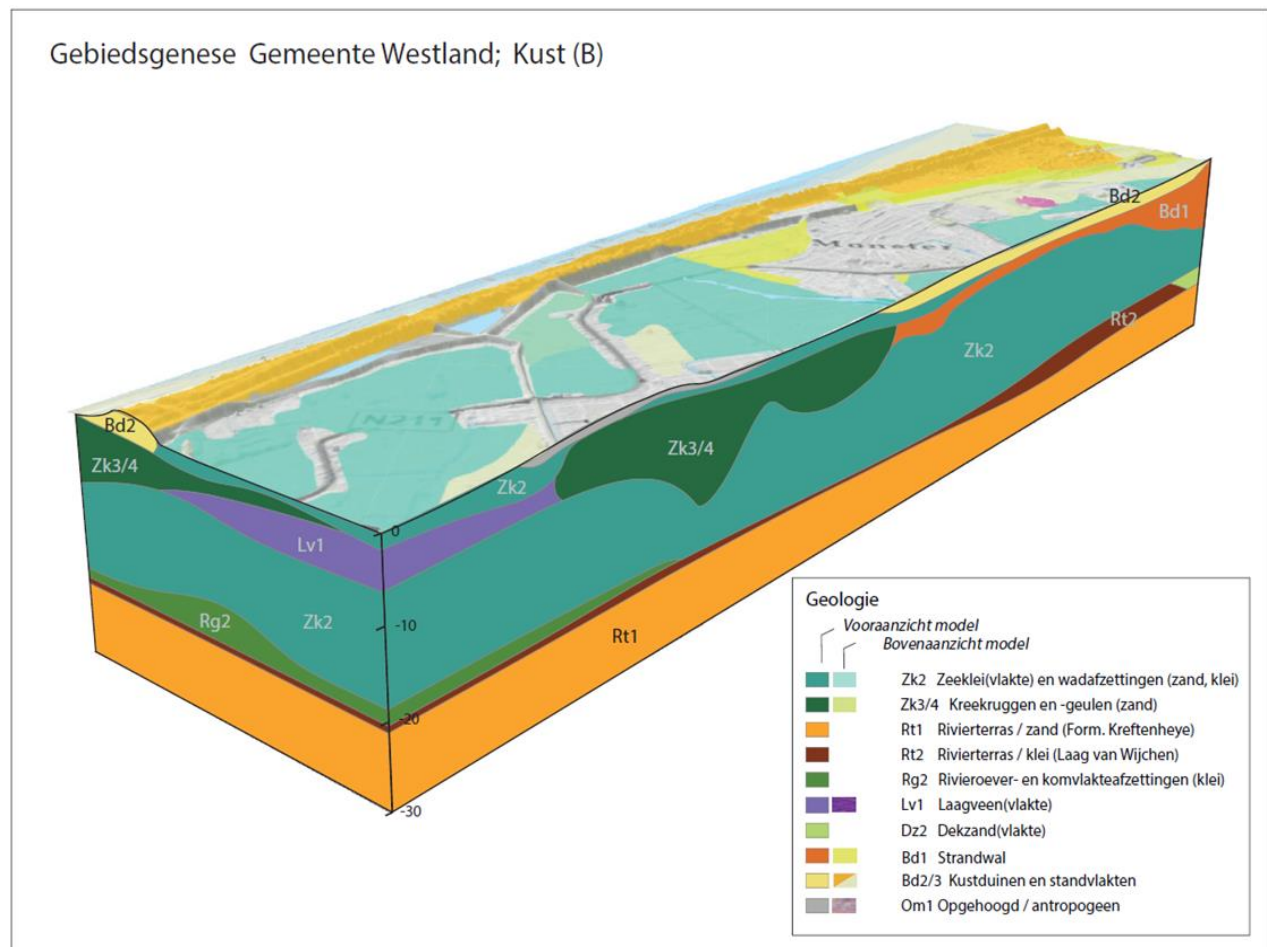 Gebiedsgenese Gemeente Westland; Kust (B)
Bd2
Bd1
Monster
Rt2
Zk2
N211
Bd2
Zk3/4
Zk3/4
Zk2
0
Lv1
Rg2
Zk2
-10
Rt1
-20
-30
Geologie
Vooraanzicht model
Bovenaanzicht model
Zk2 Zeeklei(vlakte) en wadafzettingen (zand, klei)
Zk3/4 Kreekruggen en -geulen (zand)
Rt1 Rivierterras / zand (Form. Kreftenheye)
Rt2 Rivierterras / klei (Laag van Wijchen)
Rg2 Rivieroever- en komvlakteafzettingen (klei)
Lv1 Laagveen(vlakte)
Dz2 Dekzand(vlakte)
Bd1 Strandwal
Bd2/3 Kustduinen en standvlakten
Om1 Opgehoogd / antropogeen